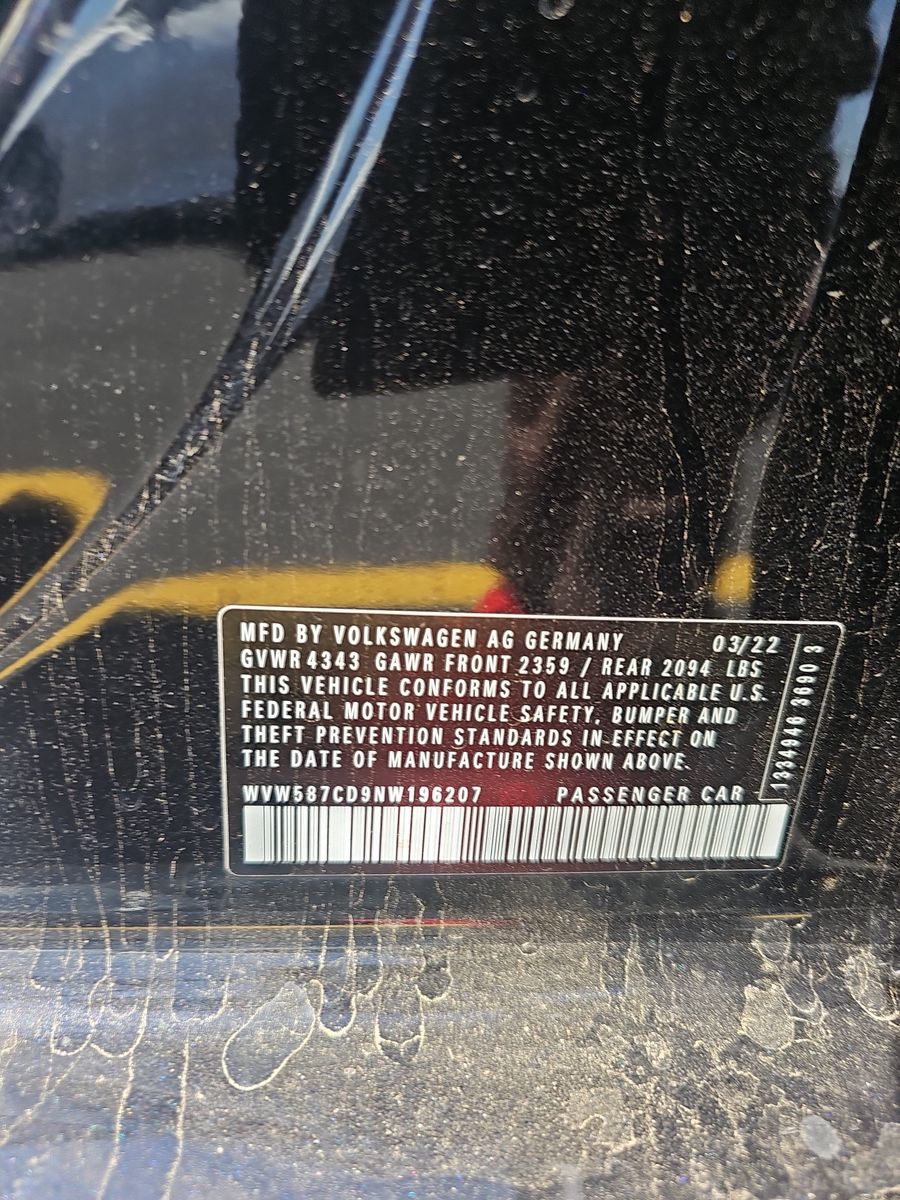 MFD BY VOLKSWAGEN AG GERMANY 03/22
GVWR 4343 GAWR FRONT 2359 / REAR 2094 LBS
THIS VEHICLE CONFORMS TO ALL APPLICABLE U.S.
FEDERAL MOTOR VEHICLE SAFETY, BUMPER AND
THEFT PREVENTION STANDARDS IN EFFECT ON
THE DATE OF MANUFACTURE SHOWN ABOVE.
WVW587CD9NW196207 PASSENGER CAR
1334946 3690 3